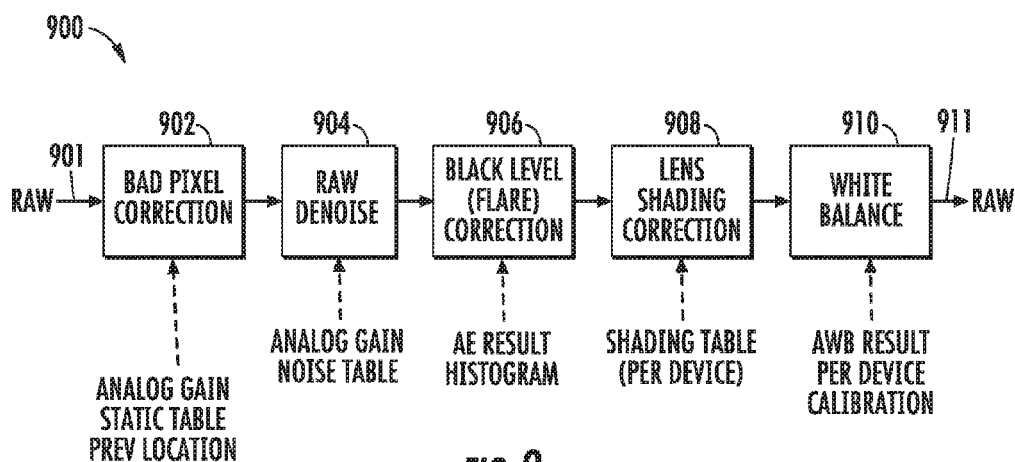 900
901
902
904
906
908
910
911
RAW
BAD PIXEL
CORRECTION
RAW
DENOISE
BLACK LEVEL
(FLARE)
CORRECTION
LENS
SHADING
CORRECTION
WHITE
BALANCE
RAW
ANALOG GAIN
STATIC TABLE
PREV LOCATION
ANALOG GAIN
NOISE TABLE
AE RESULT
HISTOGRAM
SHADING TABLE
(PER DEVICE)
AWB RESULT
PER DEVICE
CALIBRATION